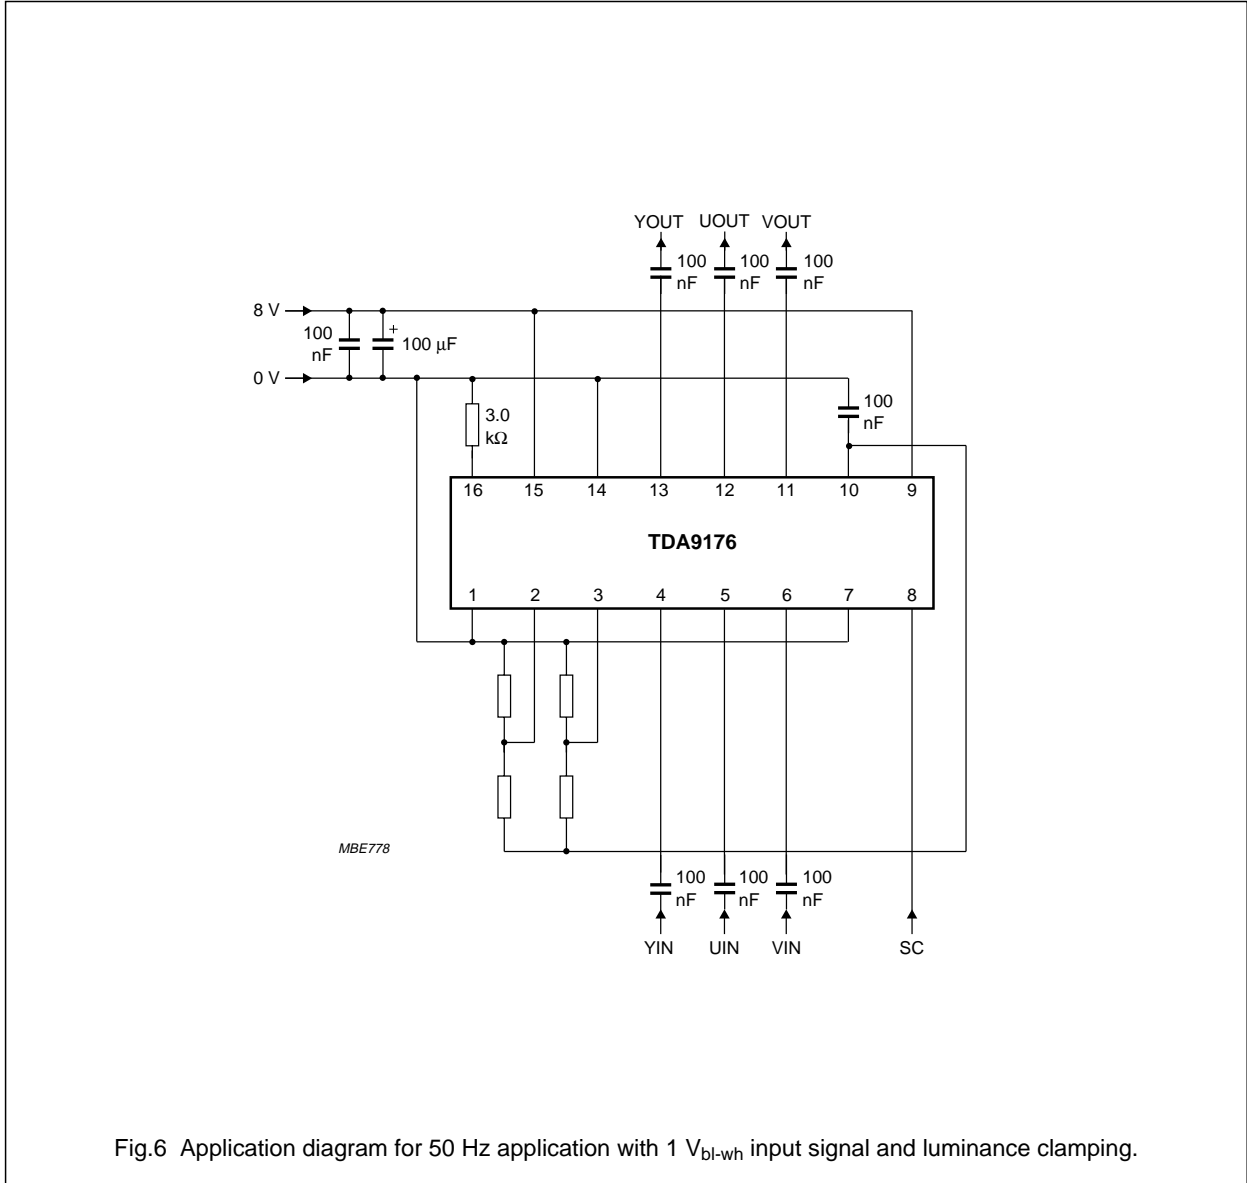 YOUT UOUT VOUT
100 nF
100 nF
100 nF
8 V
100 nF
+
100 μF
0 V
3.0 kΩ
100 nF
16 15 14 13 12 11 10 9
TDA9176
1 2 3 4 5 6 7 8
MBE778
100 nF
100 nF
100 nF
YIN UIN VIN SC
Fig.6 Application diagram for 50 Hz application with 1 Vbl-wh input signal and luminance clamping.